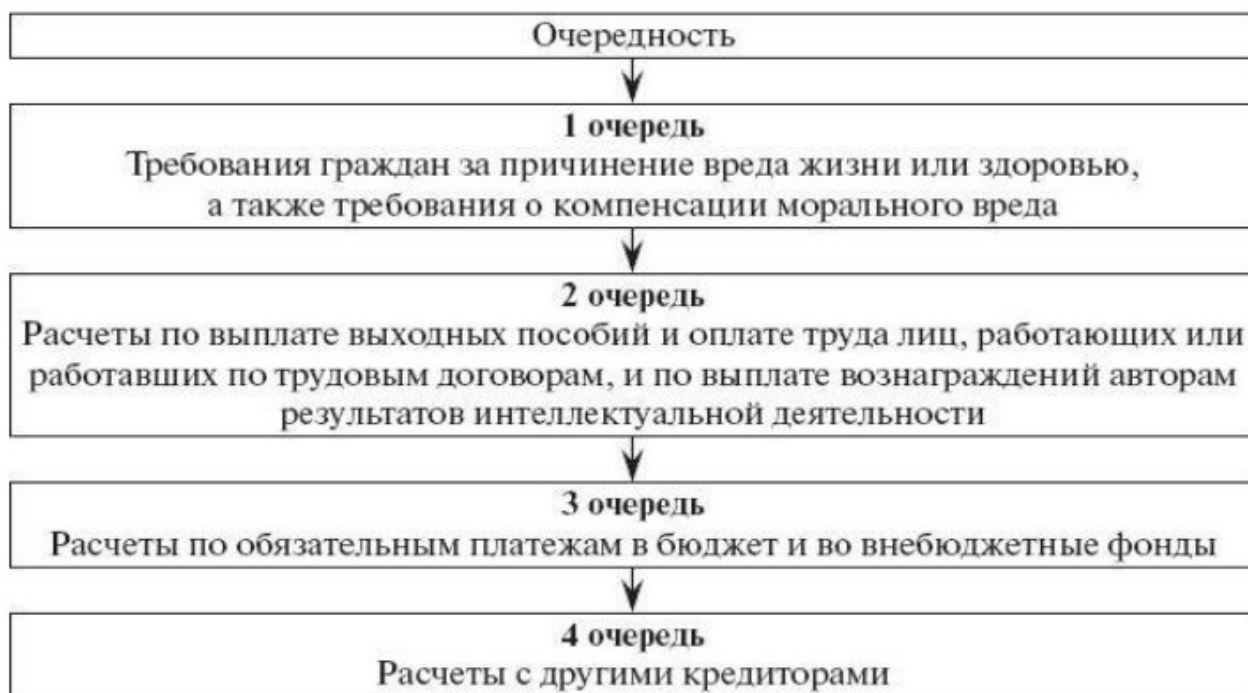 Очередность
1 очередь
Требования граждан за причинение вреда жизни или здоровью,
а также требования о компенсации морального вреда
2 очередь
Расчеты по выплате выходных пособий и оплате труда лиц, работающих или
работавших по трудовым договорам, и по выплате вознаграждений авторам
результатов интеллектуальной деятельности
3 очередь
Расчеты по обязательным платежам в бюджет и во внебюджетные фонды
4 очередь
Расчеты с другими кредиторами